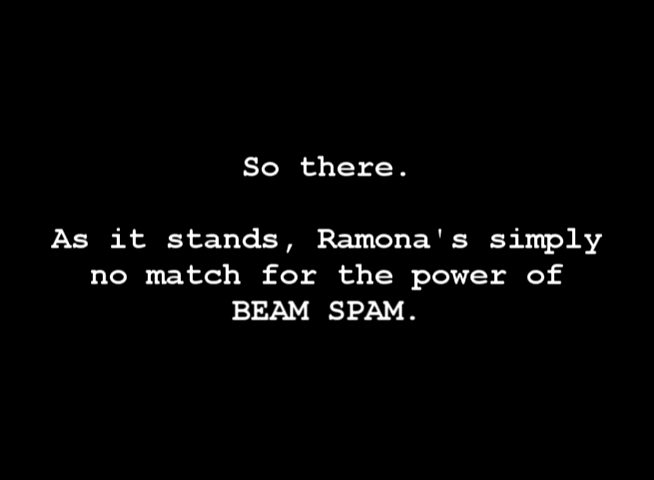 So there.
As it stands, Ramona's simply
no match for the power of
BEAM SPAM.